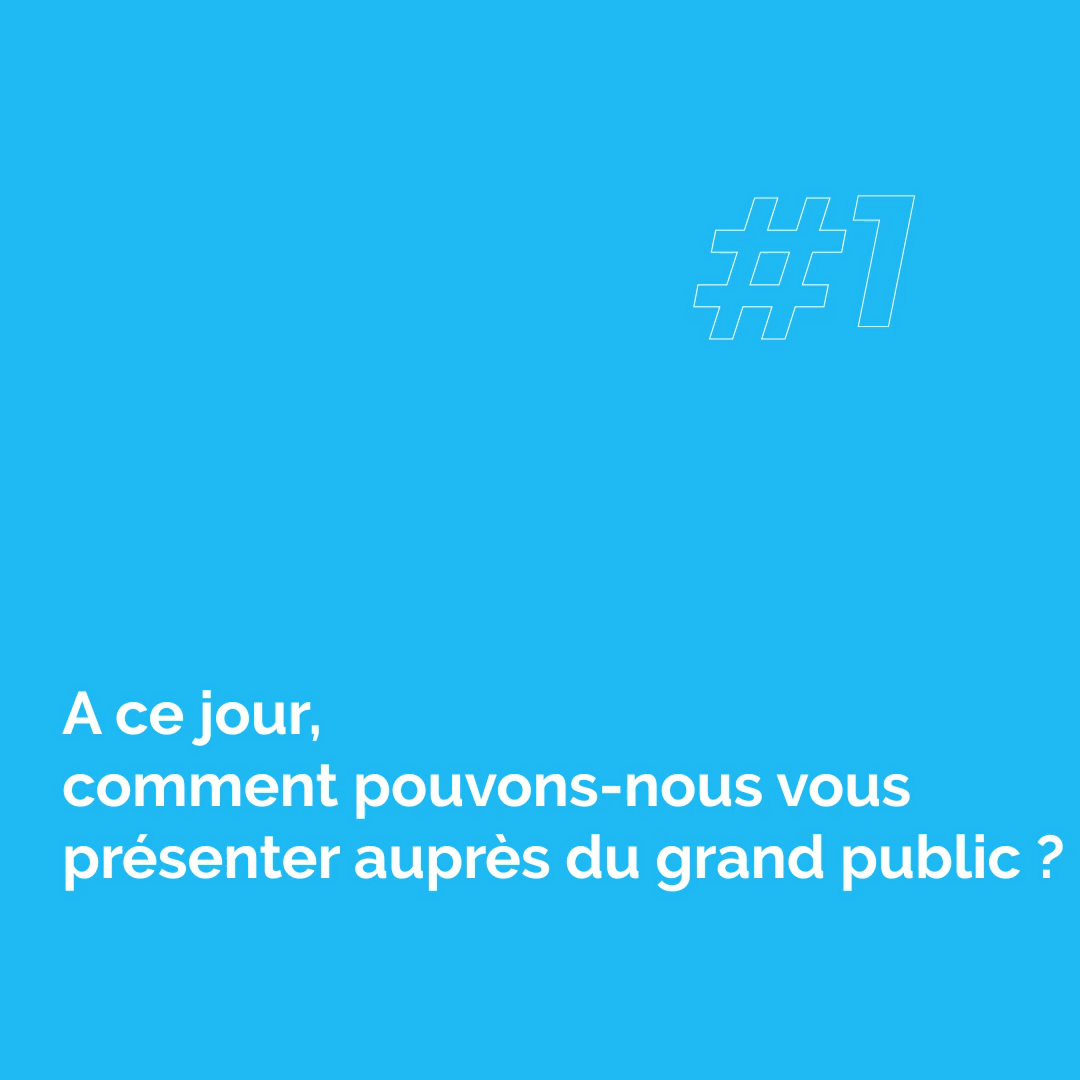 #1
A ce jour,
comment pouvons-nous vous
présenter auprès du grand public ?